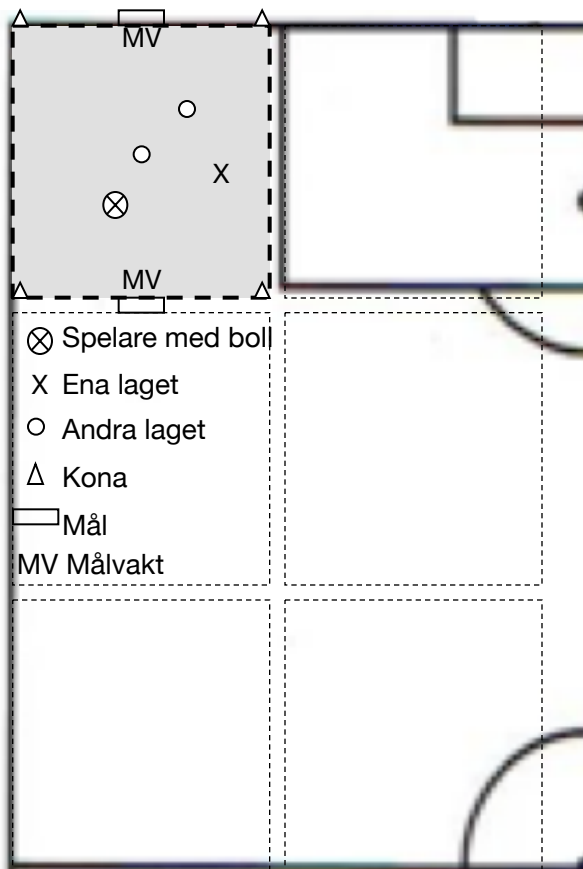 MV
X
MV
Spelare med boll
X Ena laget
Andra laget
Kona
Mål
MV Målvakt